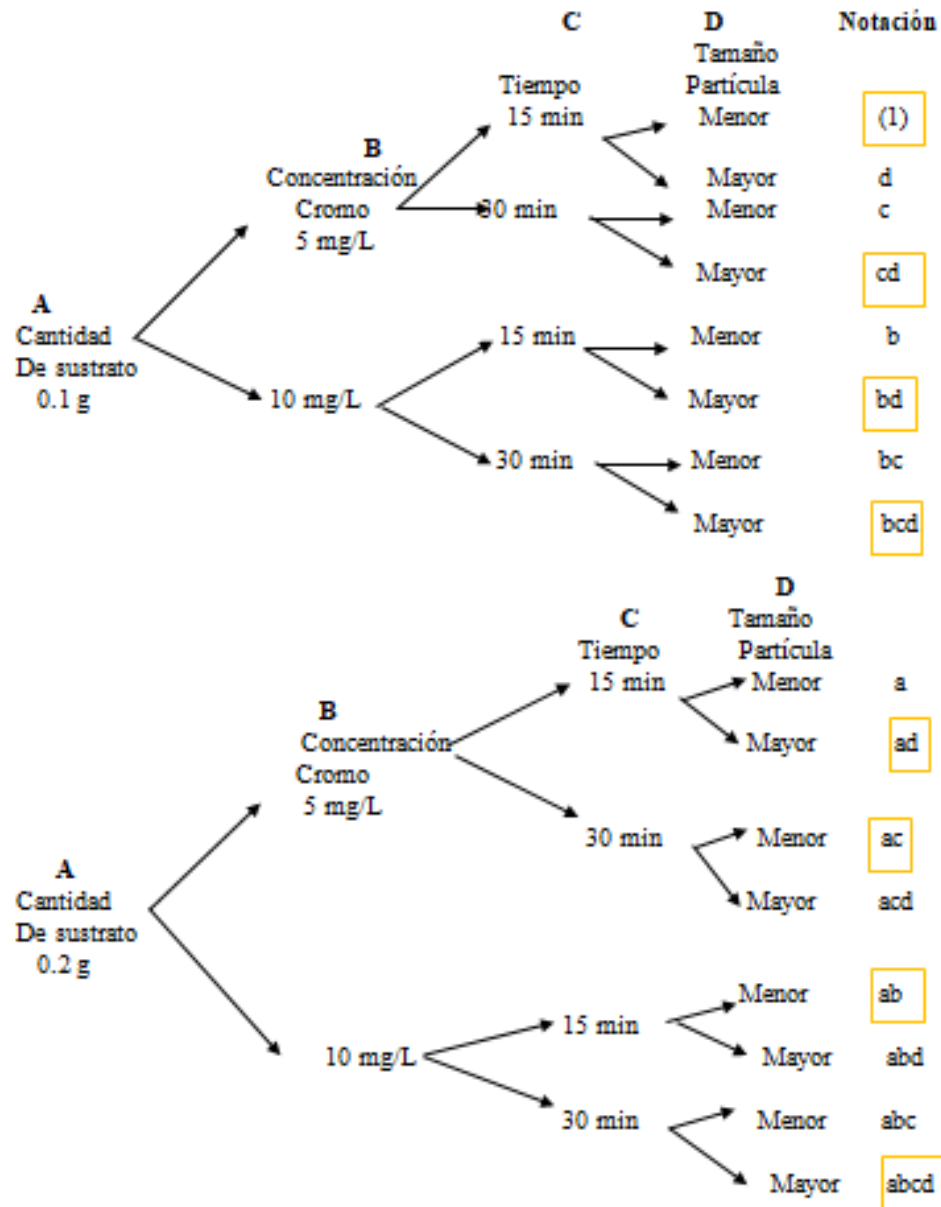 C D Notación
Tamaño
Tiempo Partícula
15 min Menor (1)
B
Concentración Mayor d
Cromo 30 min Menor c
5 mg/L
Mayor cd
A
Cantidad 15 min Menor b
De sustrato
0.1 g 10 mg/L Mayor bd
30 min Menor bc
Mayor bcd
D
C Tamaño
Tiempo Partícula
15 min Menor a
B
Concentración Mayor ad
Cromo
5 mg/L
30 min Menor ac
A
Cantidad Mayor acd
De sustrato
0.2 g
Menor ab
15 min
10 mg/L Mayor abd
30 min Menor abc
Mayor abcd